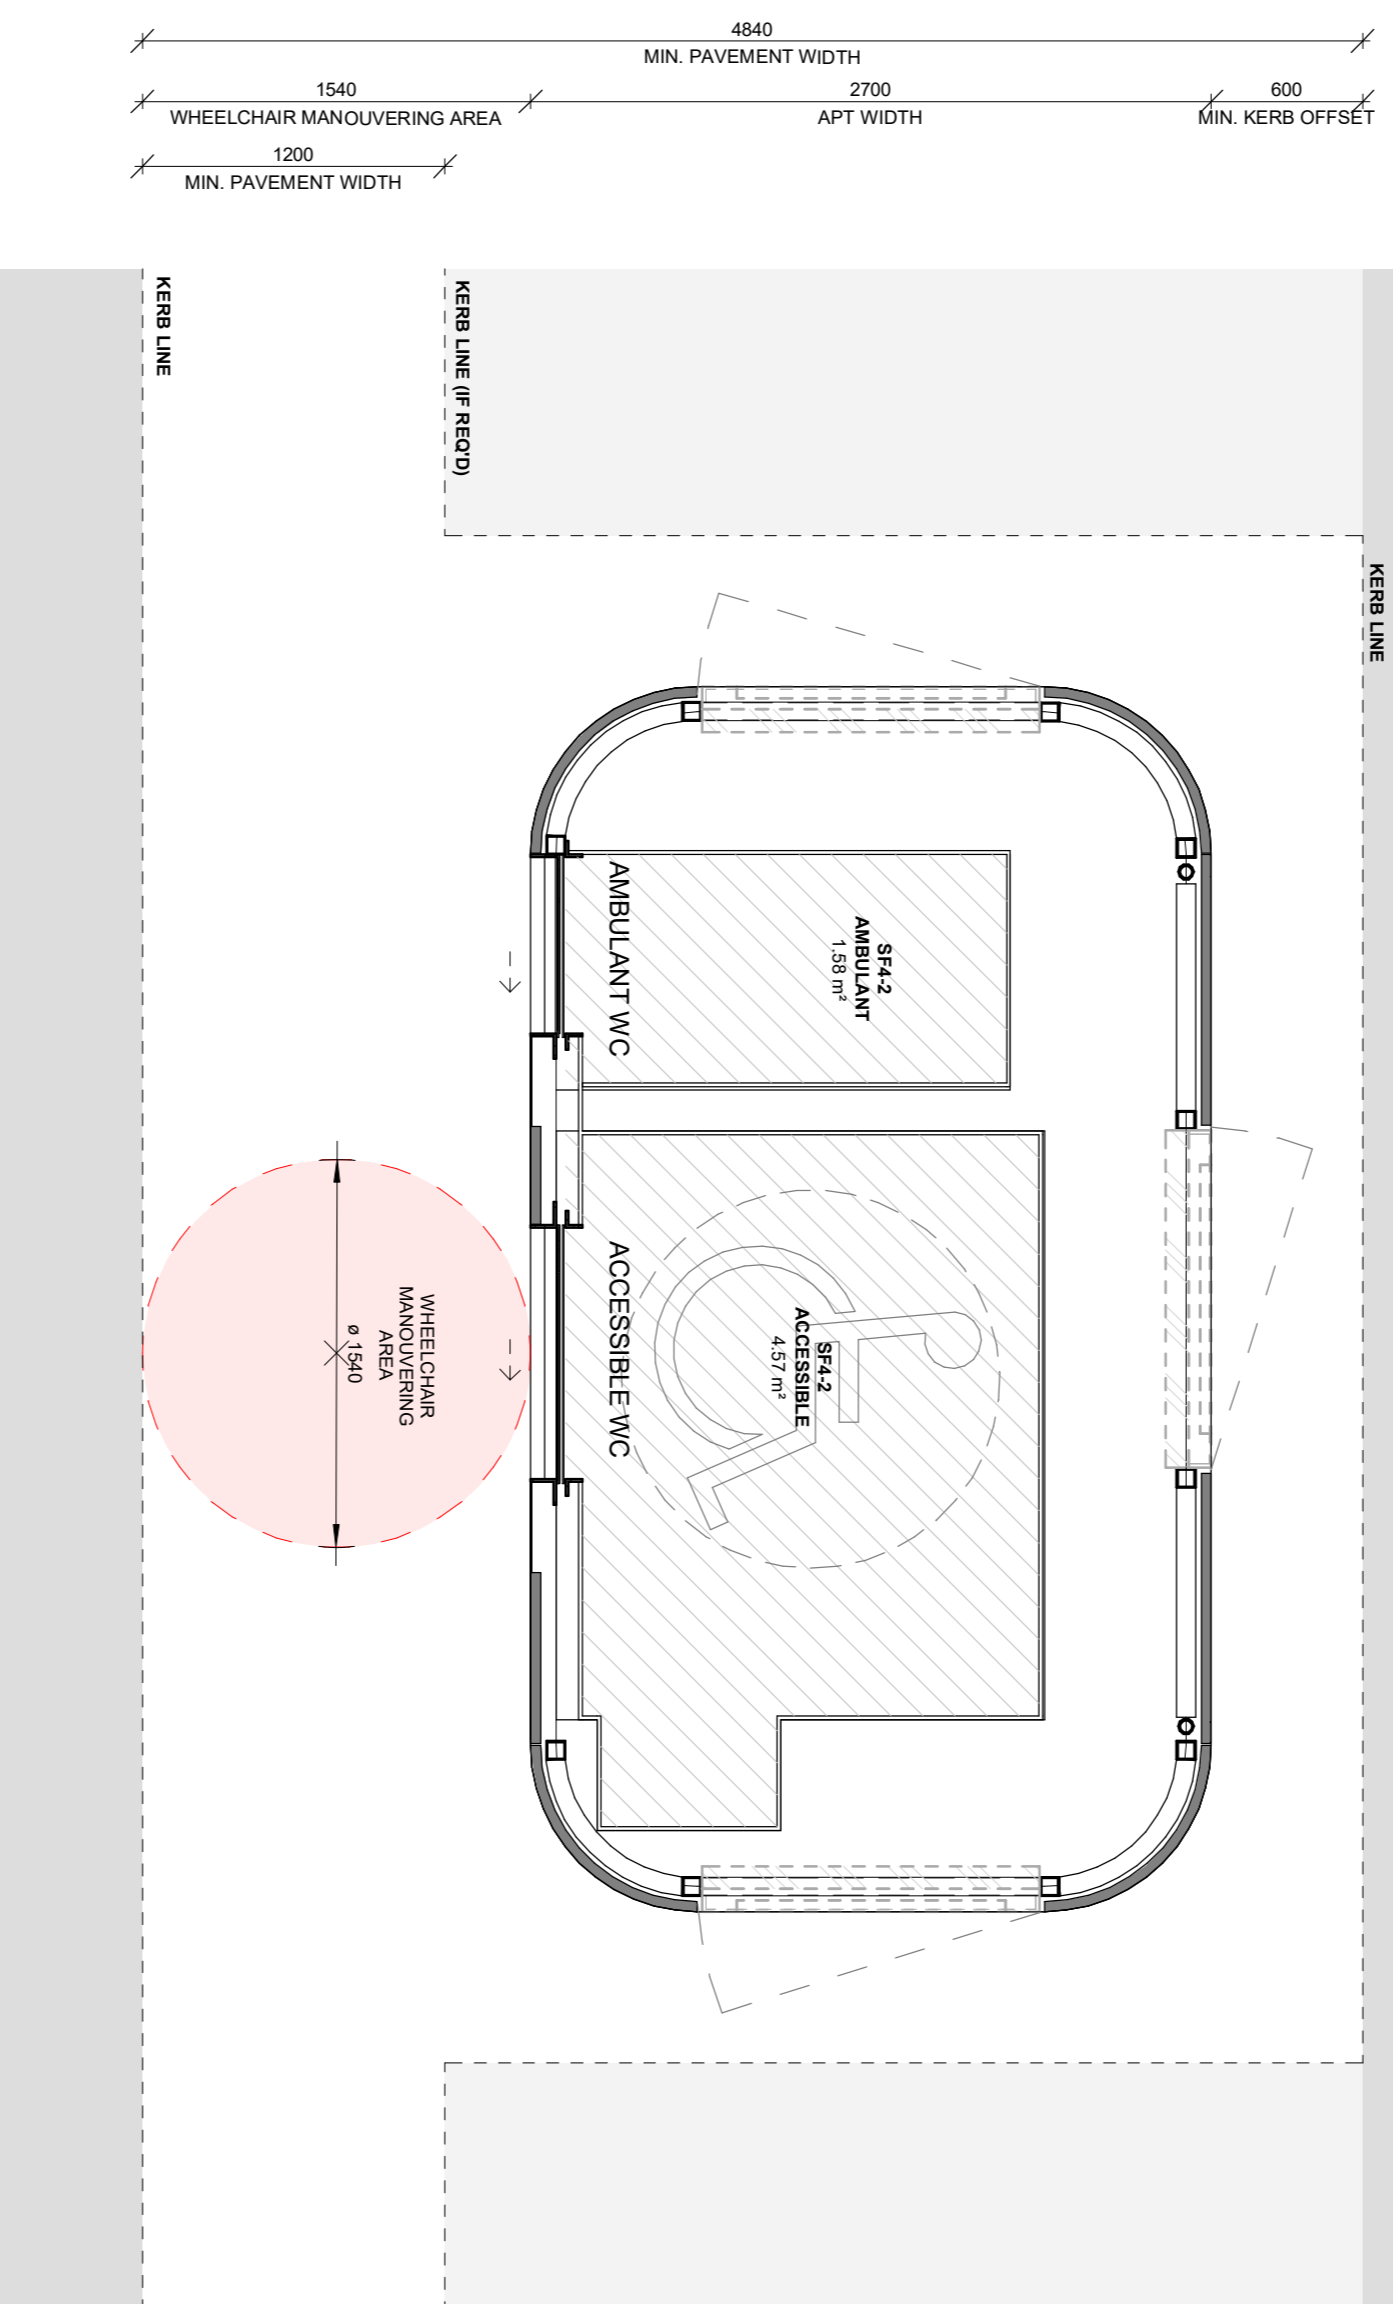 4840
MIN. PAVEMENT WIDTH
1540
WHEELCHAIR MANOUVERING AREA
2700
APT WIDTH
600
MIN. KERB OFFSET
1200
MIN. PAVEMENT WIDTH
KERB LINE
KERB LINE (IF REQ'D)
KERB LINE
AMBULANT WC
SF4-2
AMBULANT
1.58 m²
ACCESSIBLE WC
SF4-2
ACCESSIBLE
4.57 m²
WHEELCHAIR
MANOUVERING
AREA
ø 1540